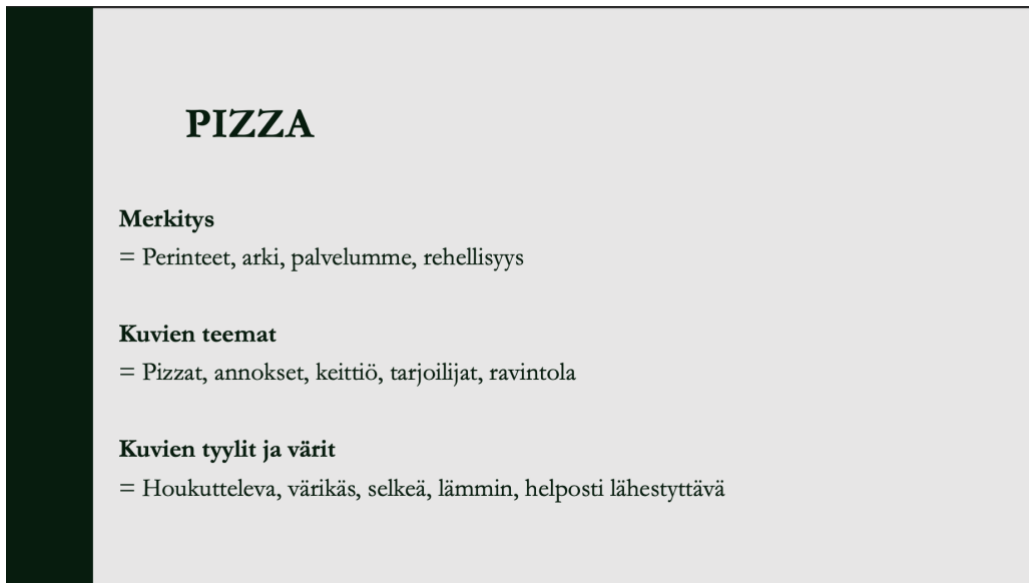 PIZZA
Merkitys
= Perinteet, arki, palvelumme, rehellisyys
Kuvien teemat
= Pizzat, annokset, keittiö, tarjoilijat, ravintola
Kuvien tyylit ja värit
= Houkutteleva, värikäs, selkeä, lämmin, helposti lähestyttävä